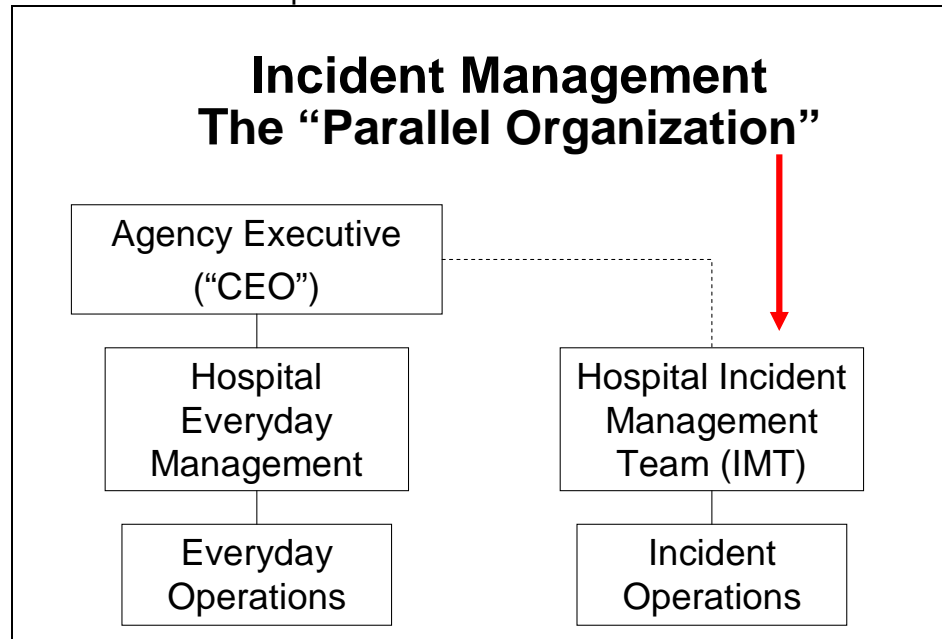 Incident Management
The “Parallel Organization”
Agency Executive
(“CEO”)
Hospital
Everyday
Management
Hospital Incident
Management
Team (IMT)
Everyday
Operations
Incident
Operations